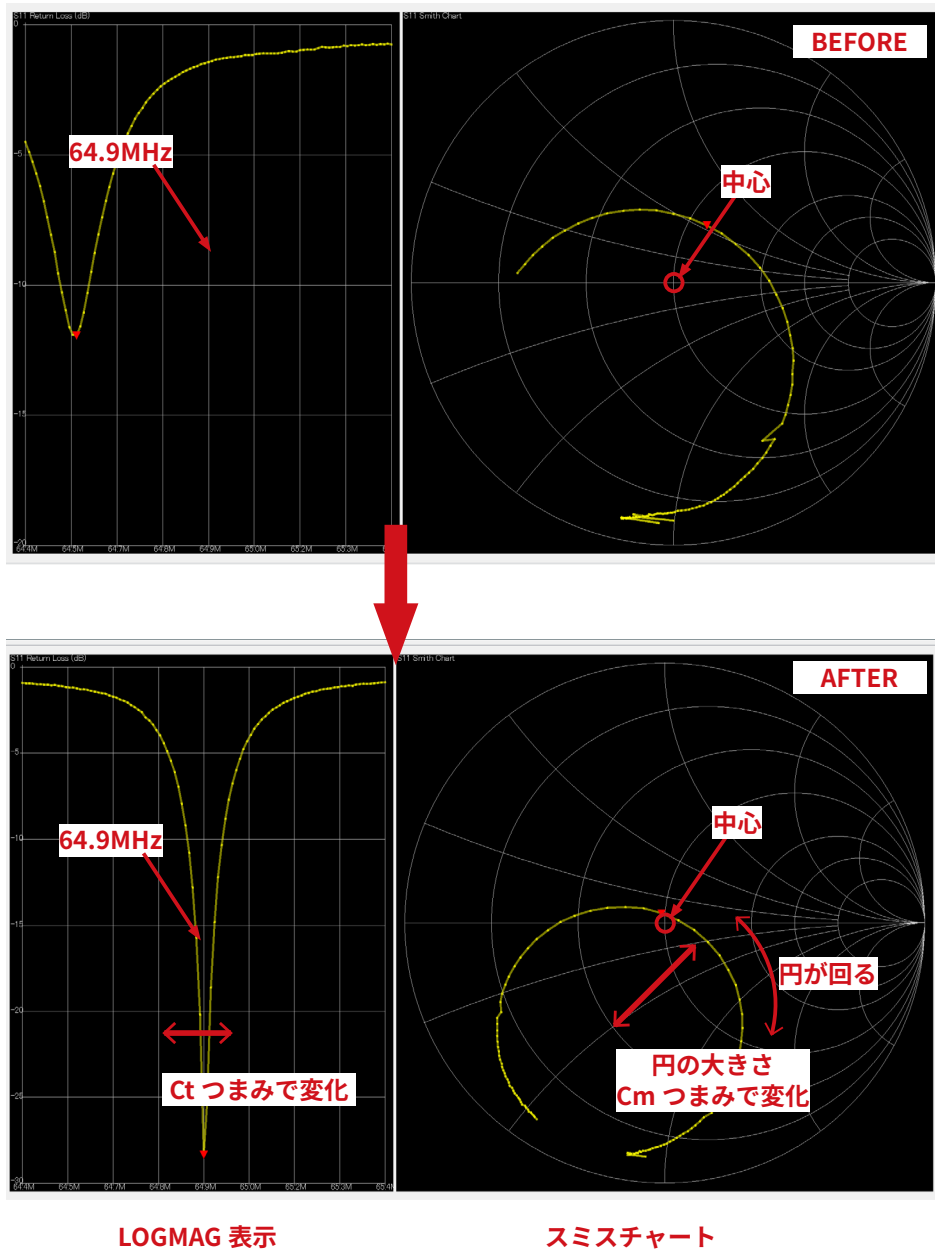 S11 Return Loss (dB)
S11 Smith Chart
BEFORE
0
-5
-10
-15
-20
64.9MHz
中心
64.4M 64.5M 64.7M 64.8M 64.9M 65.0M 65.2M 65.3M
S11 Return Loss (dB)
S11 Smith Chart
AFTER
0
-5
-10
-15
-20
-25
-30
64.9MHz
中心
円が回る
円の大きさ
Cm つまみで変化
Ct つまみで変化
64.4M 64.5M 64.7M 64.8M 64.9M 65.0M 65.2M 65.3M 65.4M
LOGMAG 表示
スミスチャート